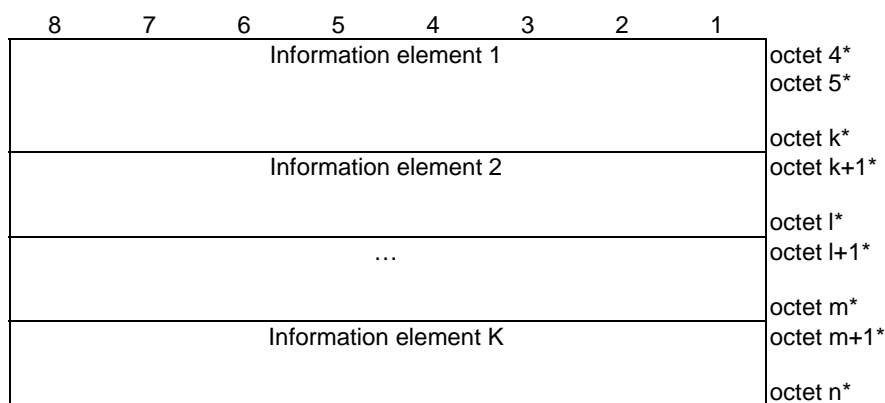 8 7 6 5 4 3 2 1
Information element 1 octet 4*
octet 5*
octet k*
Information element 2 octet k+1*
octet l*
… octet l+1*
octet m*
Information element K octet m+1*
octet n*